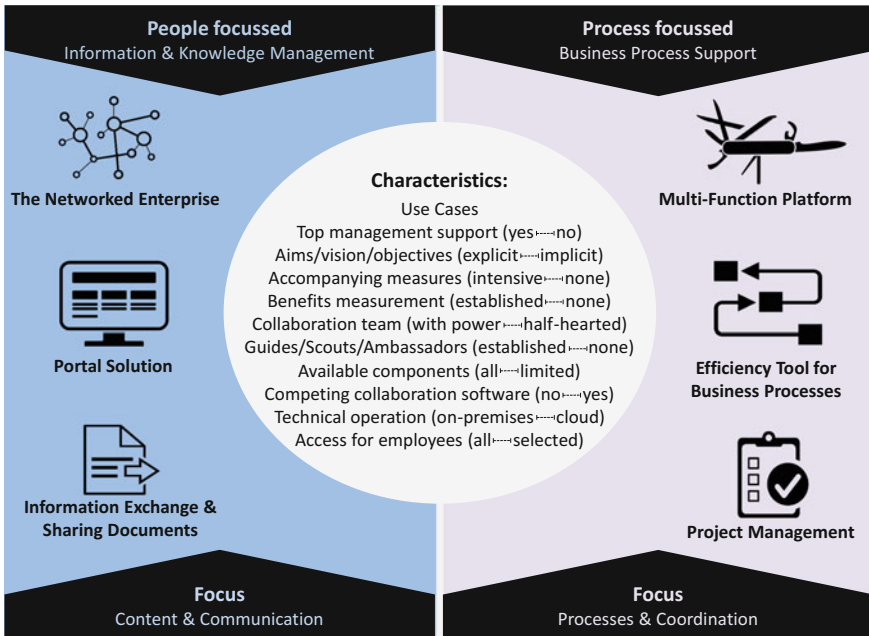 People focussed
Information & Knowledge Management
The Networked Enterprise
Portal Solution
Information Exchange &
Sharing Documents
Focus
Content & Communication
Characteristics:
Use Cases
Top management support (yes↔no)
Aims/vision/objectives (explicit↔implicit)
Accompanying measures (intensive↔none)
Benefits measurement (established↔none)
Collaboration team (with power↔half-hearted)
Guides/Scouts/Ambassadors (established↔none)
Available components (all↔limited)
Competing collaboration software (no↔yes)
Technical operation (on-premises↔cloud)
Access for employees (all↔selected)
Process focussed
Business Process Support
Multi-Function Platform
Efficiency Tool for
Business Processes
Project Management
Focus
Processes & Coordination